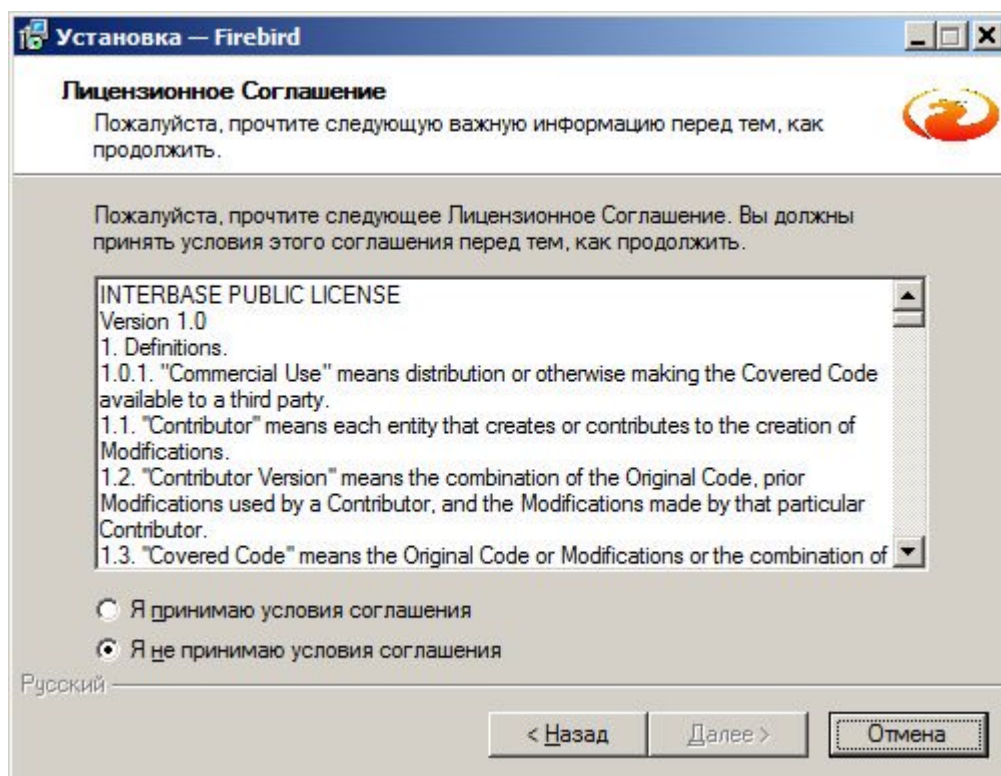 Установка — Firebird
Лицензионное Соглашение
Пожалуйста, прочтите следующую важную информацию перед тем, как
продолжить.
Пожалуйста, прочтите следующее Лицензионное Соглашение. Вы должны
принять условия этого соглашения перед тем, как продолжить.
INTERBASE PUBLIC LICENSE
Version 1.0
1. Definitions.
1.0.1. "Commercial Use" means distribution or otherwise making the Covered Code
available to a third party.
1.1. "Contributor" means each entity that creates or contributes to the creation of
Modifications.
1.2. "Contributor Version" means the combination of the Original Code, prior
Modifications used by a Contributor, and the Modifications made by that particular
Contributor.
1.3. "Covered Code" means the Original Code or Modifications or the combination of
Я принимаю условия соглашения
Я не принимаю условия соглашения
Русский
< Назад
Далее >
Отмена